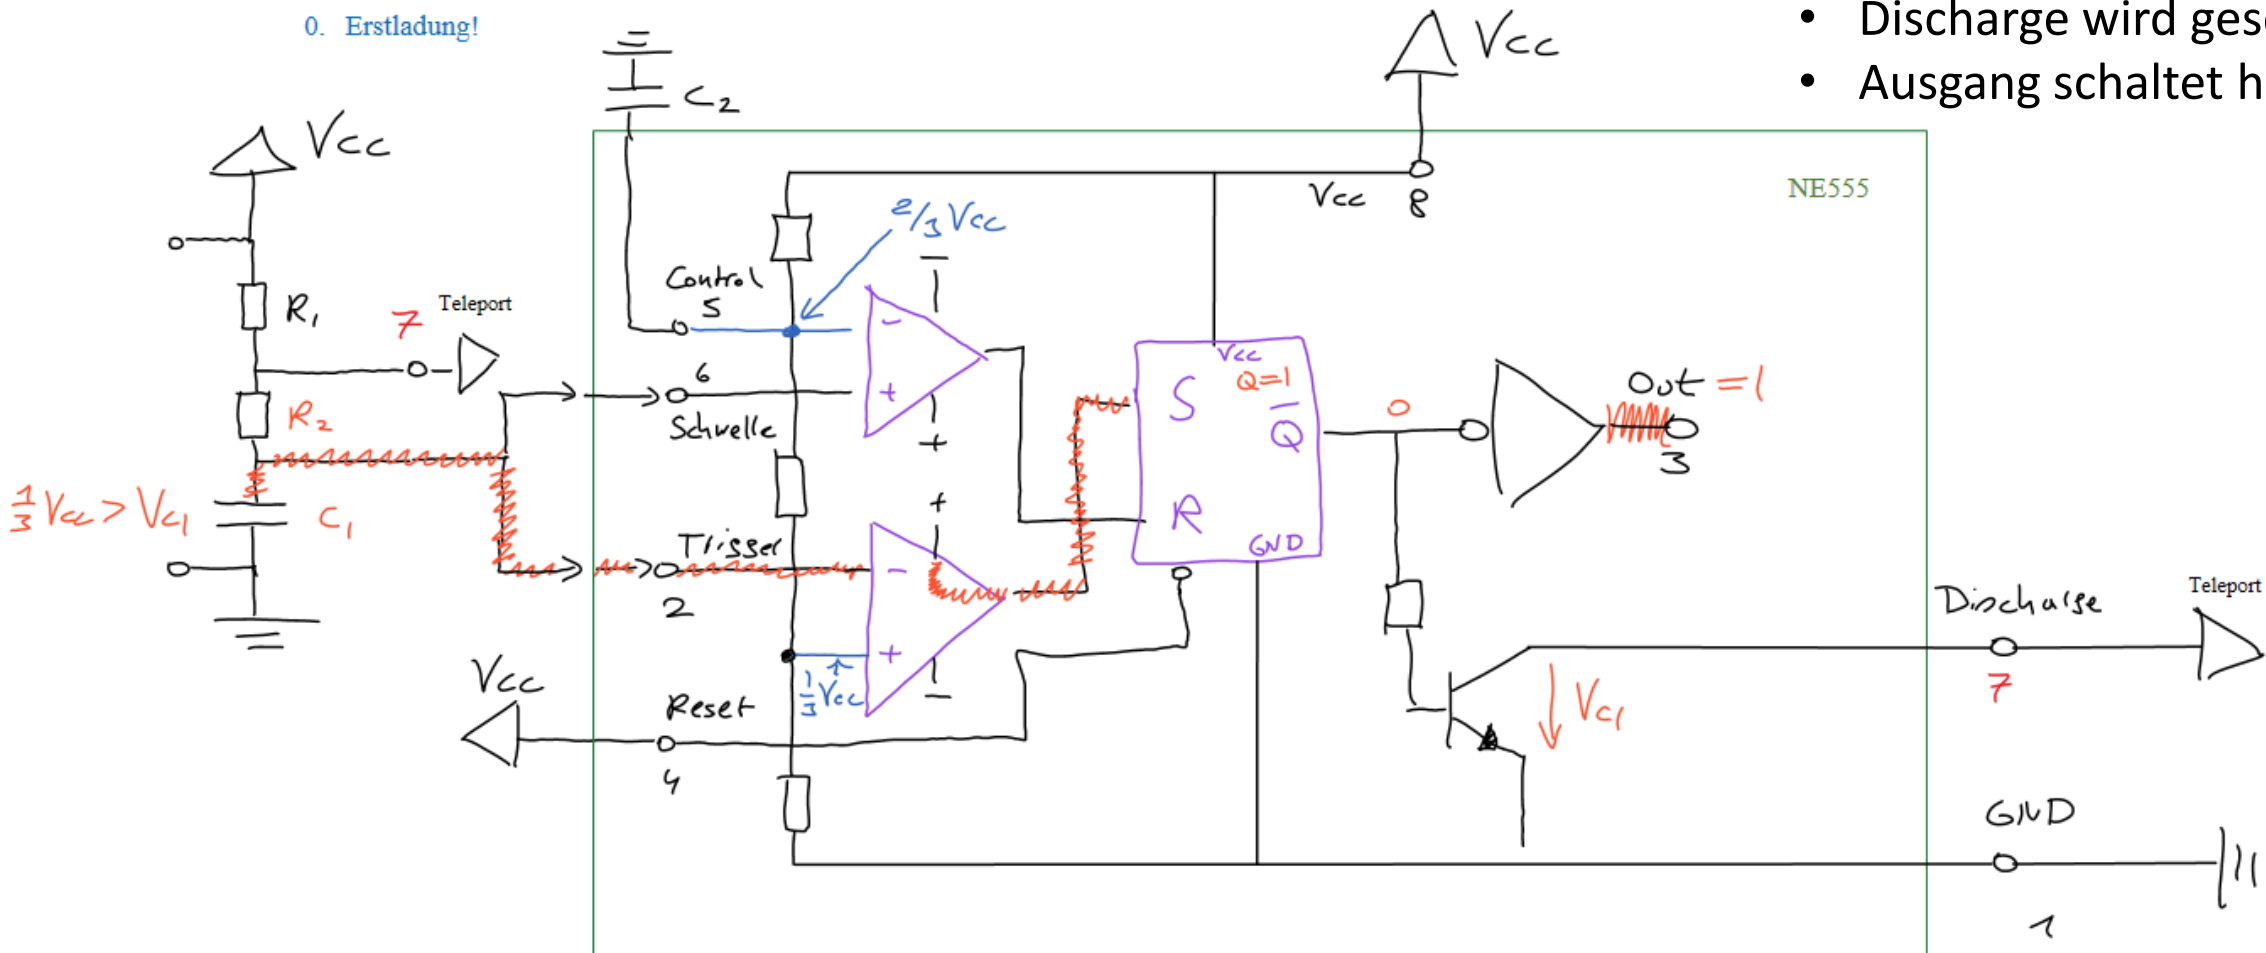 0. Erstladung!
• Discharge wird ges
• Ausgang schaltet h
C2
Vcc
Vcc
NE555
Vcc
8
2/3 Vcc
Control
5
R1
7
Teleport
6
Schwelle
R2
1/3 Vcc > Vc1
C1
Trigger
2
1/3 Vcc
Vcc
Reset
4
-
+
-
+
+
-
+
-
Vcc
Q=1
S
Q̅
R
GND
0
Out = 1
3
Vc1
Discharge
7
Teleport
GND
1